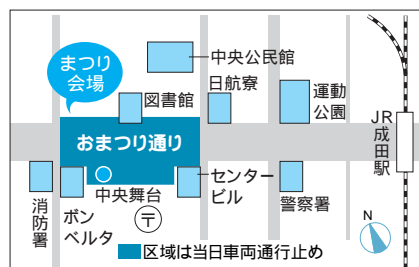 まつり
会場
中央公民館
日航寮
図書館
運動
公園
JR成田駅
おまつり通り
消防署
ボン
ベルタ
中央舞台
〒
センター
ビル
警察署
N
区域は当日車両通行止め